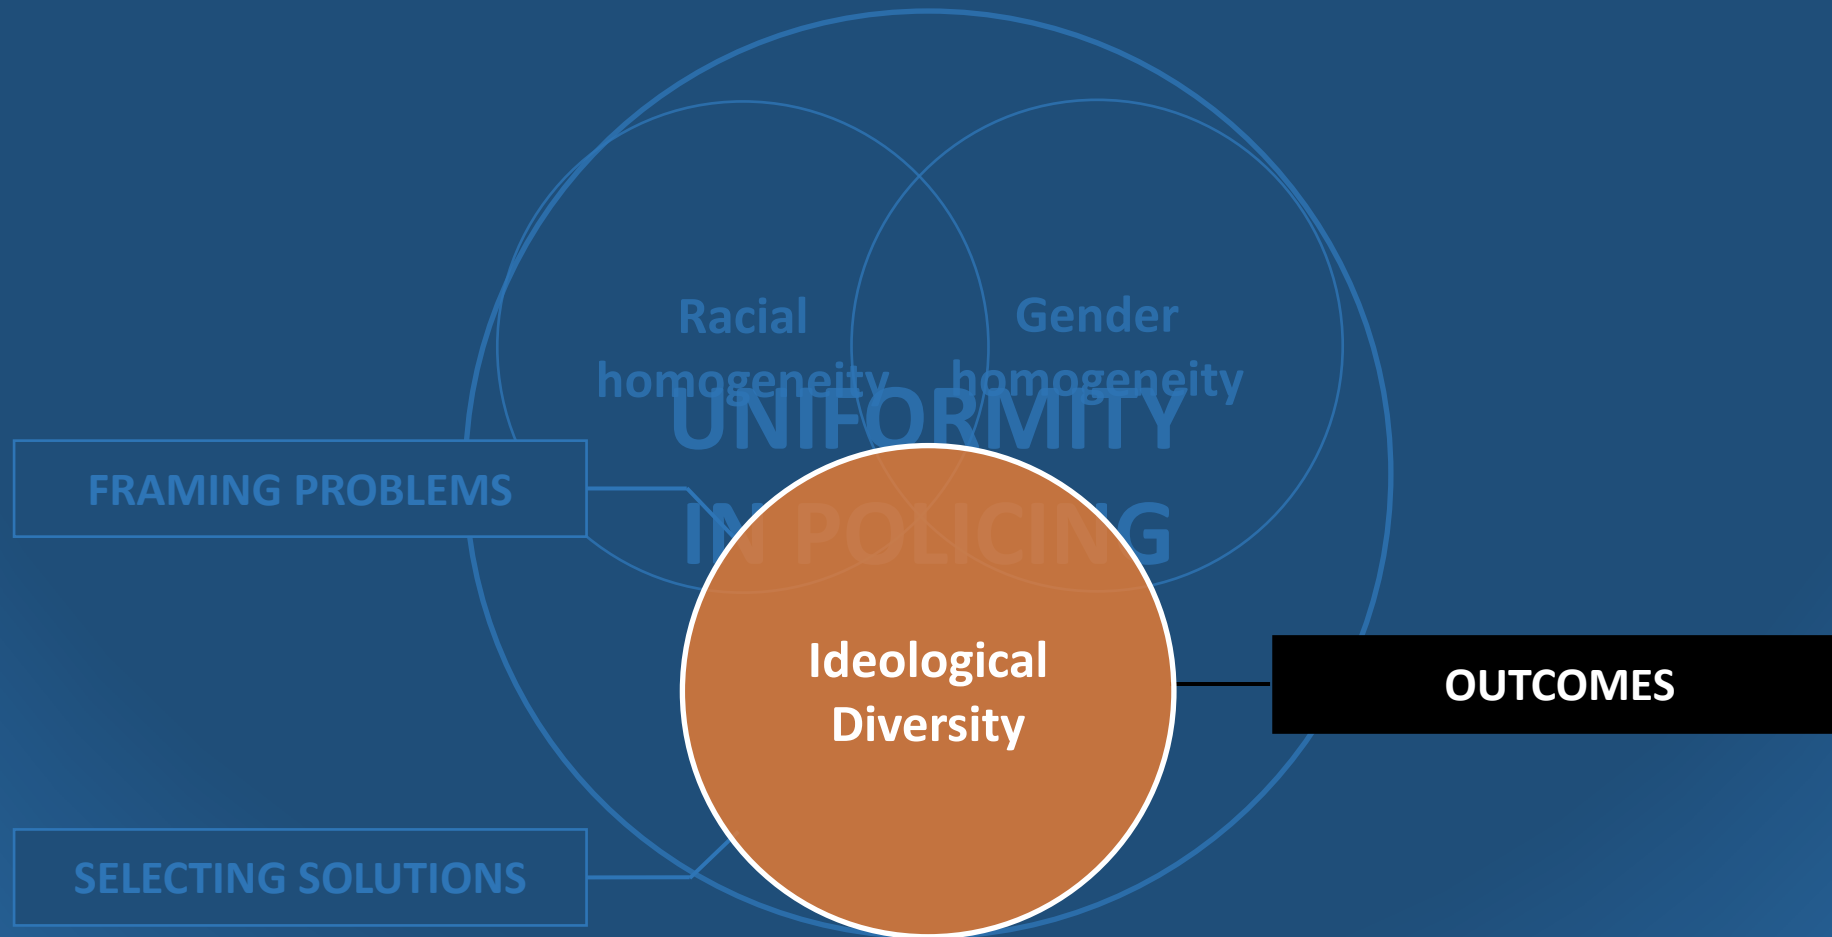 Racial
homogeneity
Gender
homogeneity
UNIFORMITY
IN POLICING
FRAMING PROBLEMS
Ideological
Diversity
OUTCOMES
SELECTING SOLUTIONS